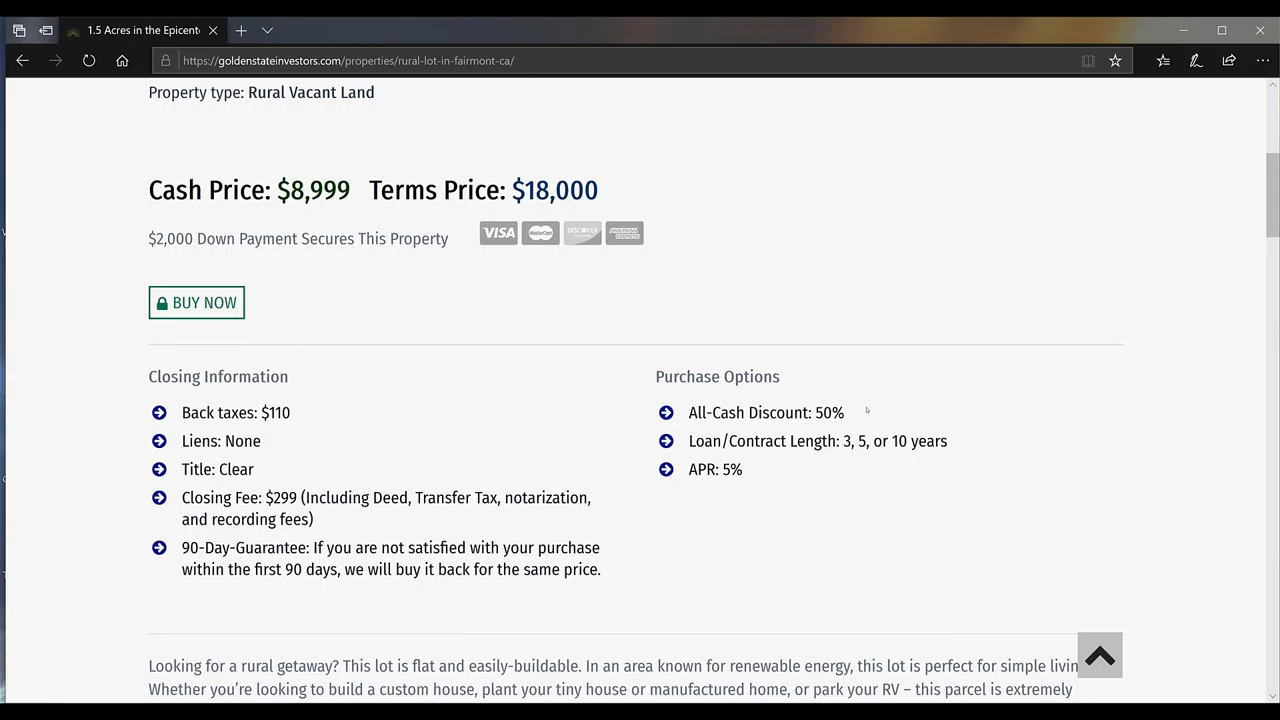 1.5 Acres in the Epicent
https://goldenstateinvestors.com/properties/rural-lot-in-fairmont-ca/
Property type: Rural Vacant Land
Cash Price: $8,999 Terms Price: $18,000
$2,000 Down Payment Secures This Property
VISA MasterCard DISCOVER AMERICAN EXPRESS
BUY NOW
Closing Information
Back taxes: $110
Liens: None
Title: Clear
Closing Fee: $299 (Including Deed, Transfer Tax, notarization,
and recording fees)
90-Day-Guarantee: If you are not satisfied with your purchase
within the first 90 days, we will buy it back for the same price.
Purchase Options
All-Cash Discount: 50%
Loan/Contract Length: 3, 5, or 10 years
APR: 5%
Looking for a rural getaway? This lot is flat and easily-buildable. In an area known for renewable energy, this lot is perfect for simple livin
Whether you're looking to build a custom house, plant your tiny house or manufactured home, or park your RV – this parcel is extremely